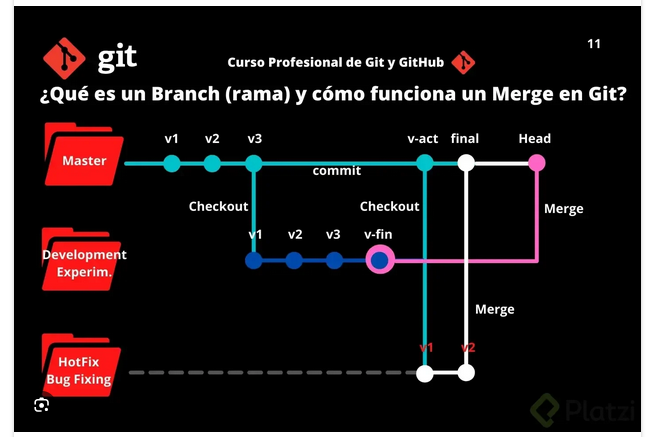 11
git
Curso Profesional de Git y GitHub
¿Qué es un Branch (rama) y cómo funciona un Merge en Git?
v1 v2 v3 v-act final Head
Master
commit
Checkout Checkout Merge
v1 v2 v3 v-fin
Development
Experim.
Merge
v1 v2
HotFix
Bug Fixing
Platzi